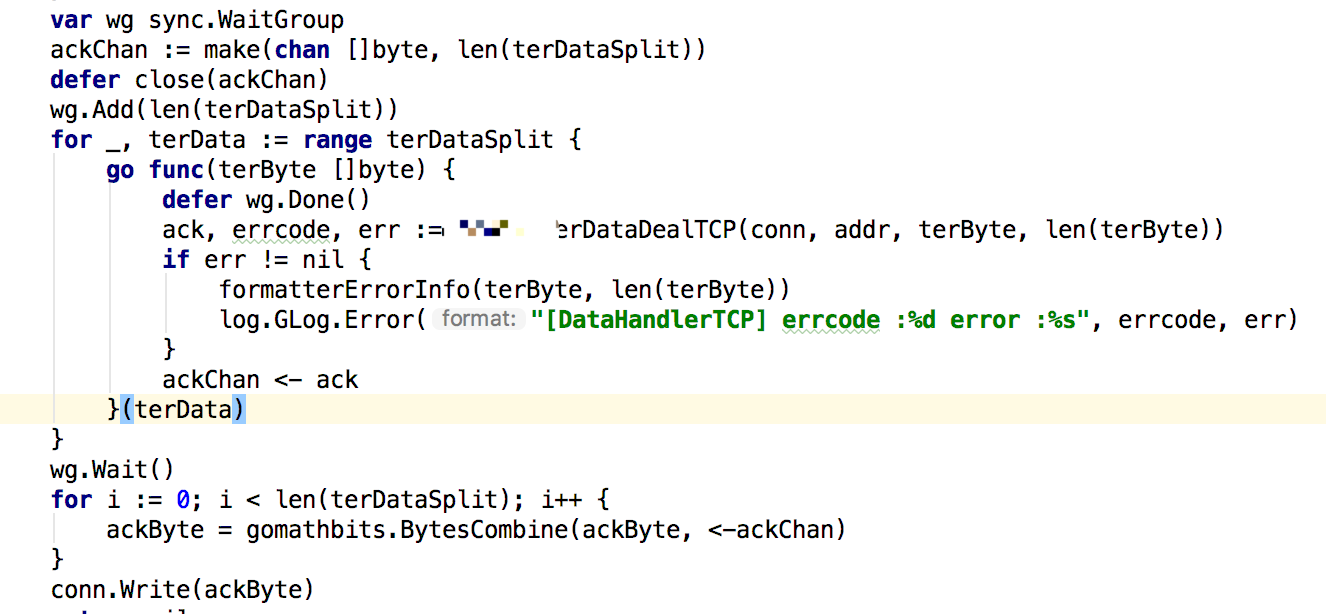 var wg sync.WaitGroup
ackChan := make(chan []byte, len(terDataSplit))
defer close(ackChan)
wg.Add(len(terDataSplit))
for _, terData := range terDataSplit {
go func(terByte []byte) {
defer wg.Done()
ack, errcode, err := erDataDealTCP(conn, addr, terByte, len(terByte))
if err != nil {
formatterErrorInfo(terByte, len(terByte))
log.GLog.Error( format: "[DataHandlerTCP] errcode :%d error :%s", errcode, err)
}
ackChan <- ack
}(terData)
}
wg.Wait()
for i := 0; i < len(terDataSplit); i++ {
ackByte = gomathbits.BytesCombine(ackByte, <-ackChan)
}
conn.Write(ackByte)